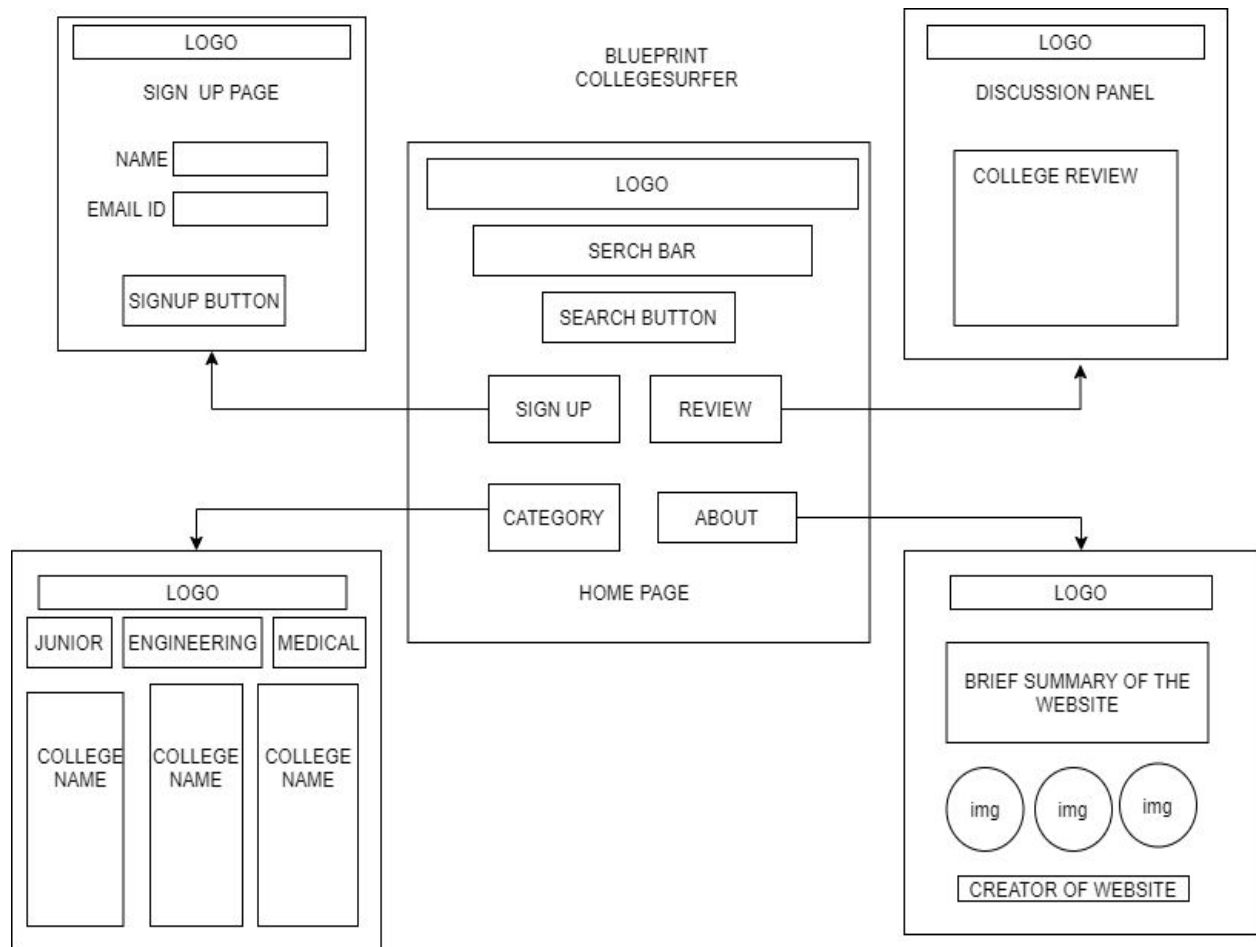 LOGO
SIGN UP PAGE
NAME
EMAIL ID
SIGNUP BUTTON
BLUEPRINT
COLLEGESURFER
LOGO
DISCUSSION PANEL
COLLEGE REVIEW
LOGO
SERCH BAR
SEARCH BUTTON
SIGN UP
REVIEW
CATEGORY
ABOUT
HOME PAGE
LOGO
JUNIOR
ENGINEERING
MEDICAL
COLLEGE
NAME
COLLEGE
NAME
COLLEGE
NAME
LOGO
BRIEF SUMMARY OF THE
WEBSITE
img
img
img
CREATOR OF WEBSITE